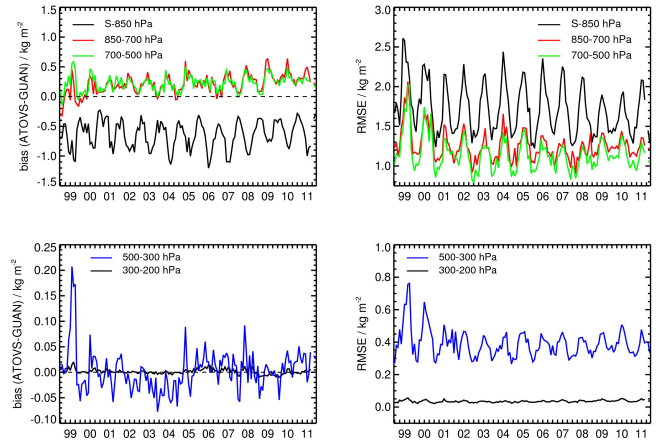 bias (ATOVS-GUAN) / kg m-2
1.5
1.0
0.5
0.0
-0.5
-1.0
-1.5
S-850 hPa
850-700 hPa
700-500 hPa
99 00 01 02 03 04 05 06 07 08 09 10 11
RMSE / kg m-2
3.0
2.5
2.0
1.5
1.0
S-850 hPa
850-700 hPa
700-500 hPa
99 00 01 02 03 04 05 06 07 08 09 10 11
bias (ATOVS-GUAN) / kg m-2
0.25
0.20
0.15
0.10
0.05
0.00
-0.05
-0.10
500-300 hPa
300-200 hPa
99 00 01 02 03 04 05 06 07 08 09 10 11
RMSE / kg m-2
1.0
0.8
0.6
0.4
0.2
0.0
500-300 hPa
300-200 hPa
99 00 01 02 03 04 05 06 07 08 09 10 11